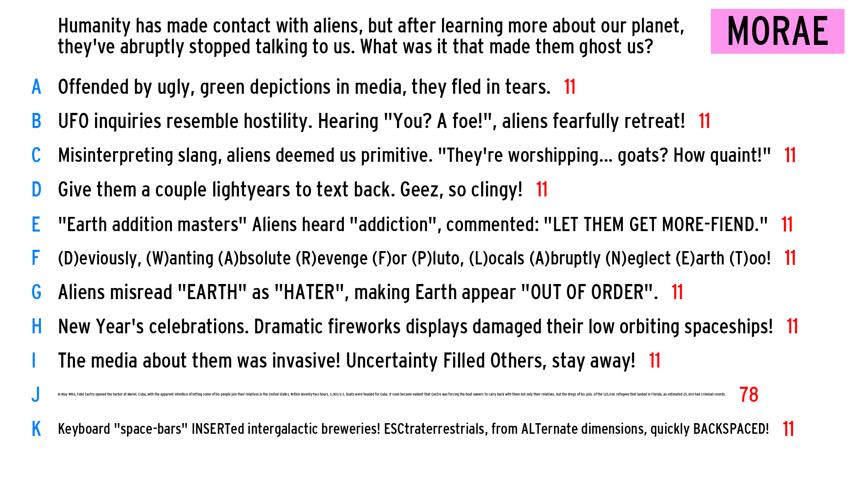 Humanity has made contact with aliens, but after learning more about our planet,
they've abruptly stopped talking to us. What was it that made them ghost us?
MORAE
A Offended by ugly, green depictions in media, they fled in tears. 11
B UFO inquiries resemble hostility. Hearing "You? A foe!", aliens fearfully retreat! 11
C Misinterpreting slang, aliens deemed us primitive. "They're worshipping... goats? How quaint!" 11
D Give them a couple lightyears to text back. Geez, so clingy! 11
E "Earth addition masters" Aliens heard "addiction", commented: "LET THEM GET MORE-FIEND." 11
F (D)eviously, (W)anting (A)bsolute (R)evenge (F)or (P)luto, (L)ocals (A)bruptly (N)eglect (E)arth (T)oo! 11
G Aliens misread "EARTH" as "HATER", making Earth appear "OUT OF ORDER". 11
H New Year's celebrations. Dramatic fireworks displays damaged their low orbiting spaceships! 11
I The media about them was invasive! Uncertainty Filled Others, stay away! 11
J In May 1980, Fidel Castro opened the harbor at Mariel, Cuba, with the apparent intention of letting some of his people join their relatives in the United States. Within seventy-two hours, 3,000 U.S. boats were headed for Cuba. It soon became evident that Castro was forcing the boat owners to carry back with them not only their relatives, but the dregs of his jails. Of the 125,000 refugees that landed in Florida, an estimated 25,000 had criminal records. 78
K Keyboard "space-bars" INSERTed intergalactic breweries! ESCtraterrestrials, from ALTernate dimensions, quickly BACKSPACED! 11